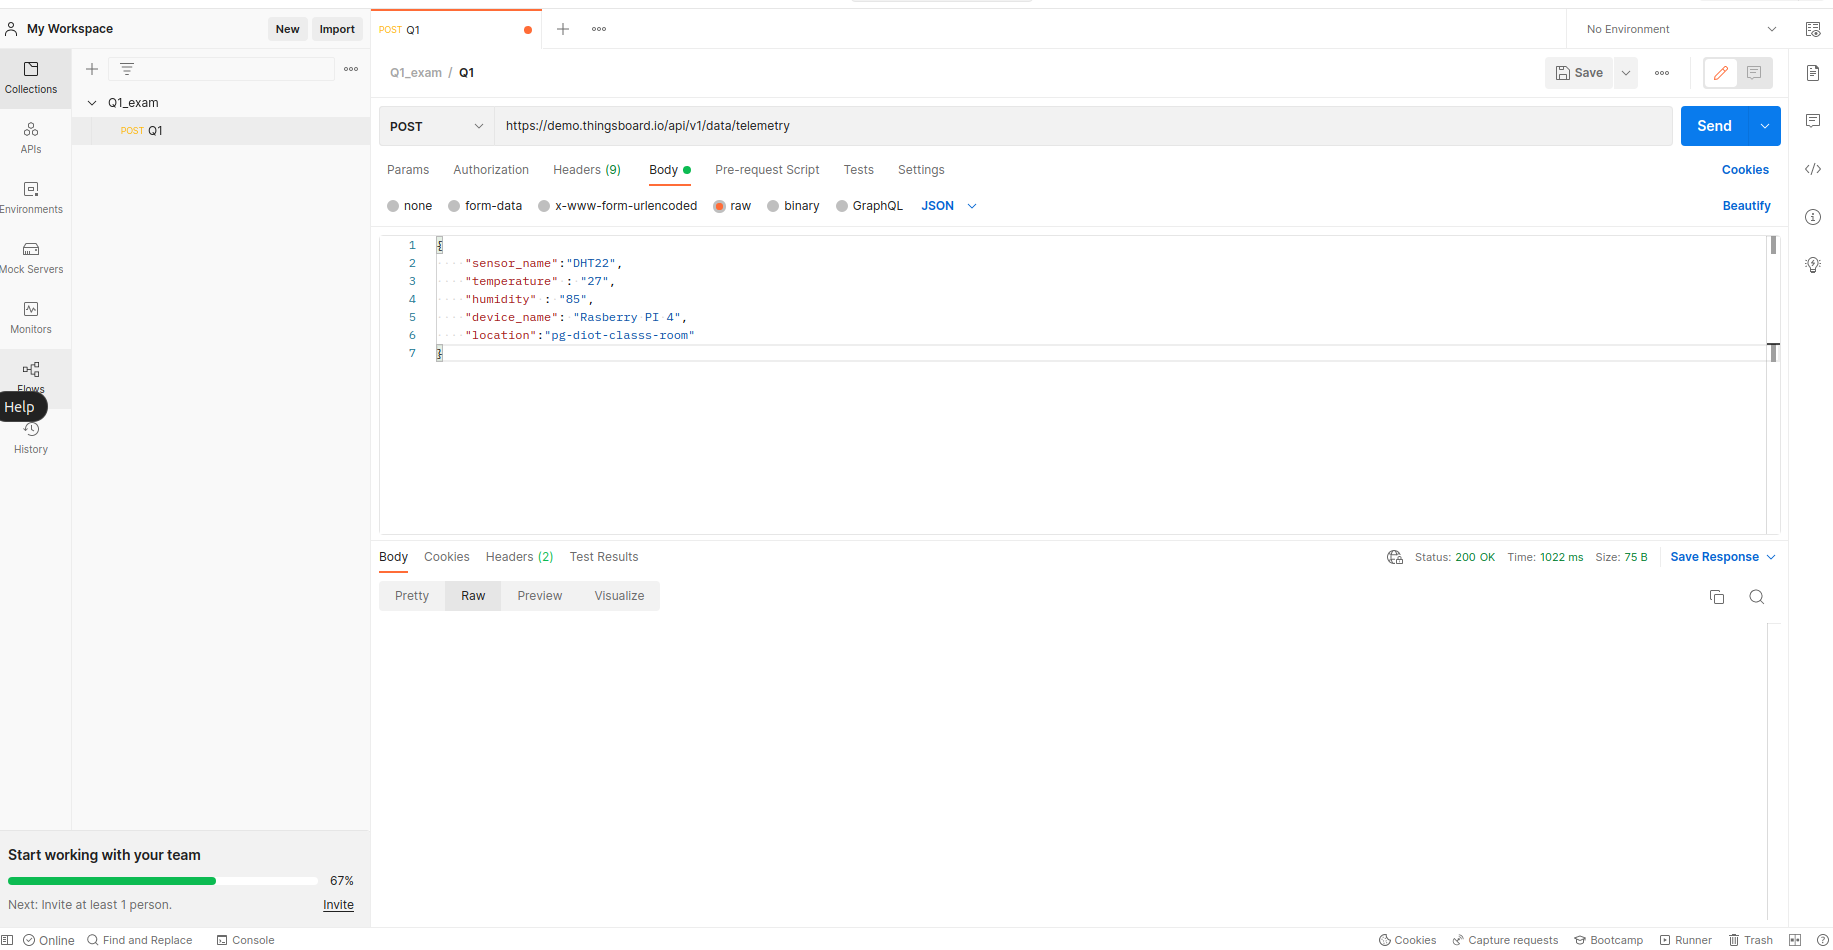 My Workspace
New
Import
POST Q1
No Environment
Collections
APIs
Environments
Mock Servers
Monitors
Flows
Help
History
Q1_exam
POST Q1
Q1_exam / Q1
Save
POST
https://demo.thingsboard.io/api/v1/data/telemetry
Send
Params
Authorization
Headers (9)
Body
Pre-request Script
Tests
Settings
Cookies
none
form-data
x-www-form-urlencoded
raw
binary
GraphQL
JSON
Beautify
1 {
2 "sensor_name":"DHT22",
3 "temperature" : "27",
4 "humidity" : "85",
5 "device_name": "Rasberry PI 4",
6 "location":"pg-diot-classs-room"
7 }
Body
Cookies
Headers (2)
Test Results
Status: 200 OK
Time: 1022 ms
Size: 75 B
Save Response
Pretty
Raw
Preview
Visualize
Start working with your team
67%
Next: Invite at least 1 person.
Invite
Online
Find and Replace
Console
Cookies
Capture requests
Bootcamp
Runner
Trash